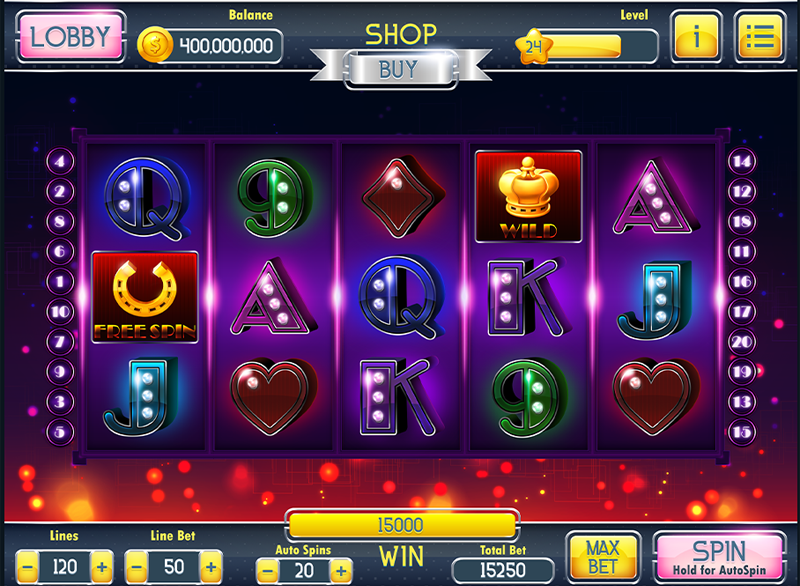 LOBBY
Balance
400,000,000
SHOP
BUY
Level
24
i
4
2
8
6
1
10
7
9
3
5
Q
9
WILD
A
FREE SPIN
A
Q
K
J
J
K
9
14
12
18
11
16
17
20
19
13
15
15000
WIN
Lines
- 120 +
Line Bet
- 50 +
Auto Spins
- 20 +
Total Bet
15250
MAX
BET
SPIN
Hold for AutoSpin